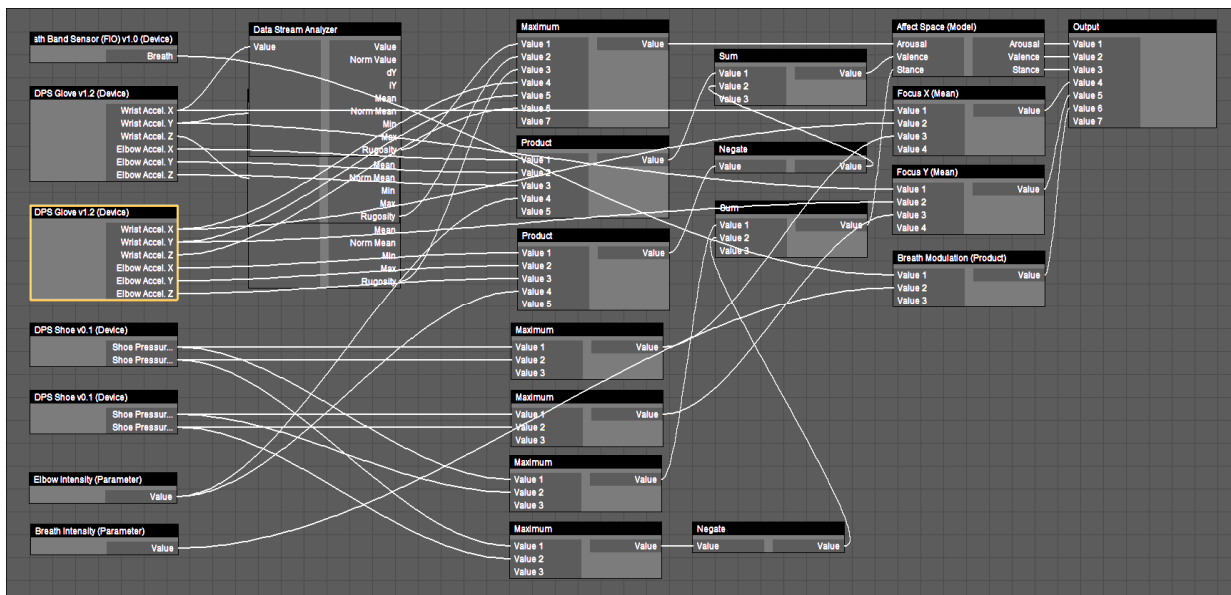 ath Band Sensor (FIO) v1.0 (Device)
Breath
DPS Glove v1.2 (Device)
Wrist Accel. X
Wrist Accel. Y
Wrist Accel. Z
Elbow Accel. X
Elbow Accel. Y
Elbow Accel. Z
DPS Glove v1.2 (Device)
Wrist Accel. X
Wrist Accel. Y
Wrist Accel. Z
Elbow Accel. X
Elbow Accel. Y
Elbow Accel. Z
DPS Shoe v0.1 (Device)
Shoe Pressur...
Shoe Pressur...
DPS Shoe v0.1 (Device)
Shoe Pressur...
Shoe Pressur...
Elbow Intensity (Parameter)
Value
Breath Intensity (Parameter)
Value
Data Stream Analyzer
Value Value
Norm Value
dY
IY
Mean
Norm Mean
Min
Max
Rugosity
Mean
Norm Mean
Min
Max
Rugosity
Mean
Norm Mean
Min
Max
Rugosity
Maximum
Value 1 Value
Value 2
Value 3
Value 4
Value 5
Value 6
Value 7
Product
Value 1 Value
Value 2
Value 3
Value 4
Value 5
Product
Value 1 Value
Value 2
Value 3
Value 4
Value 5
Maximum
Value 1 Value
Value 2
Value 3
Maximum
Value 1 Value
Value 2
Value 3
Maximum
Value 1 Value
Value 2
Value 3
Maximum
Value 1 Value
Value 2
Value 3
Sum
Value 1 Value
Value 2
Value 3
Negate
Value Value
Sum
Value 1 Value
Value 2
Value 3
Negate
Value Value
Affect Space (Model)
Arousal Arousal
Valence Valence
Stance Stance
Focus X (Mean)
Value 1 Value
Value 2
Value 3
Value 4
Focus Y (Mean)
Value 1 Value
Value 2
Value 3
Value 4
Breath Modulation (Product)
Value 1 Value
Value 2
Value 3
Output
Value 1
Value 2
Value 3
Value 4
Value 5
Value 6
Value 7